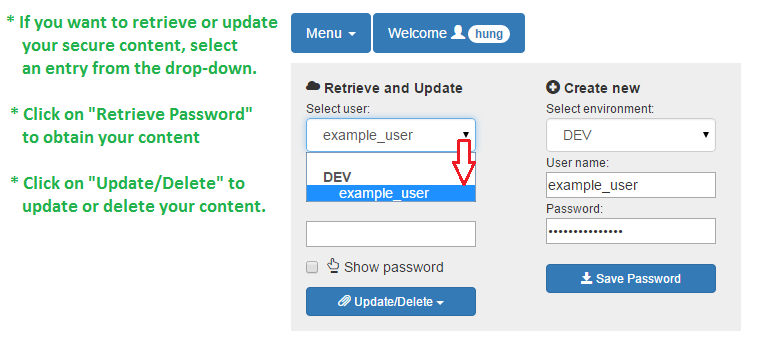 * If you want to retrieve or update
your secure content, select
an entry from the drop-down.
* Click on "Retrieve Password"
to obtain your content
* Click on "Update/Delete" to
update or delete your content.
Menu
Welcome hung
Retrieve and Update
Select user:
example_user
DEV
example_user
Show password
Update/Delete
Create new
Select environment:
DEV
User name:
example_user
Password:
•••••••••••••••
Save Password